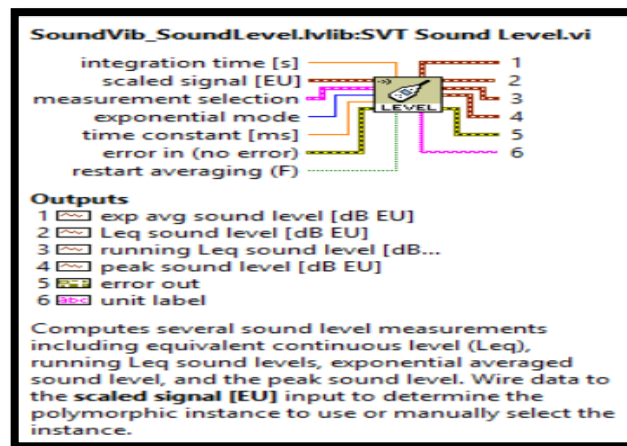 SoundVib_SoundLevel.lvlib:SVT Sound Level.vi
integration time [s]
scaled signal [EU]
measurement selection
exponential mode
time constant [ms]
error in (no error)
restart averaging (F)
LEVEL
1
2
3
4
5
6
Outputs
1 exp avg sound level [dB EU]
2 Leq sound level [dB EU]
3 running Leq sound level [dB...
4 peak sound level [dB EU]
5 error out
6 abc unit label
Computes several sound level measurements
including equivalent continuous level (Leq),
running Leq sound levels, exponential averaged
sound level, and the peak sound level. Wire data to
the scaled signal [EU] input to determine the
polymorphic instance to use or manually select the
instance.